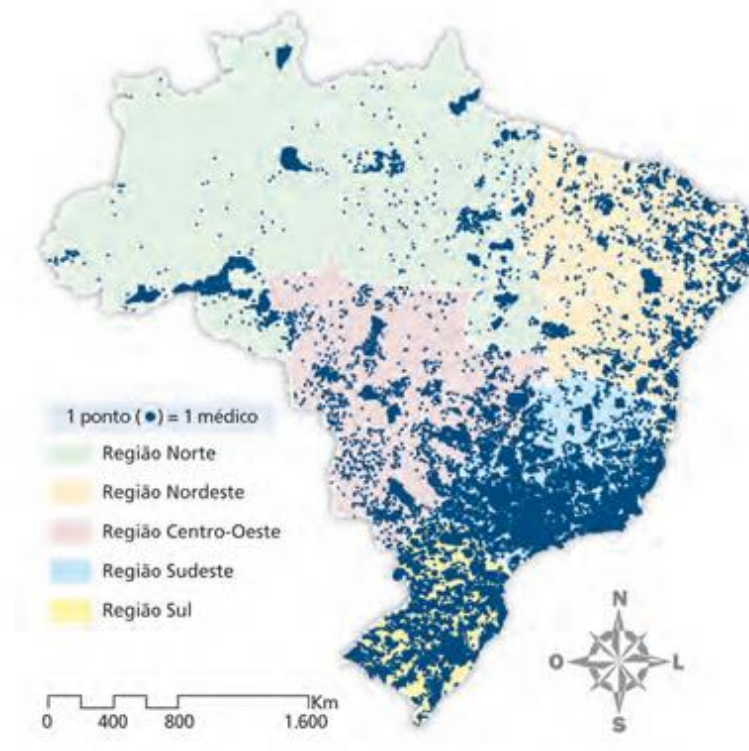 1 ponto (•) = 1 médico
Região Norte
Região Nordeste
Região Centro-Oeste
Região Sudeste
Região Sul
Km
0 400 800 1.600
N
O L
S